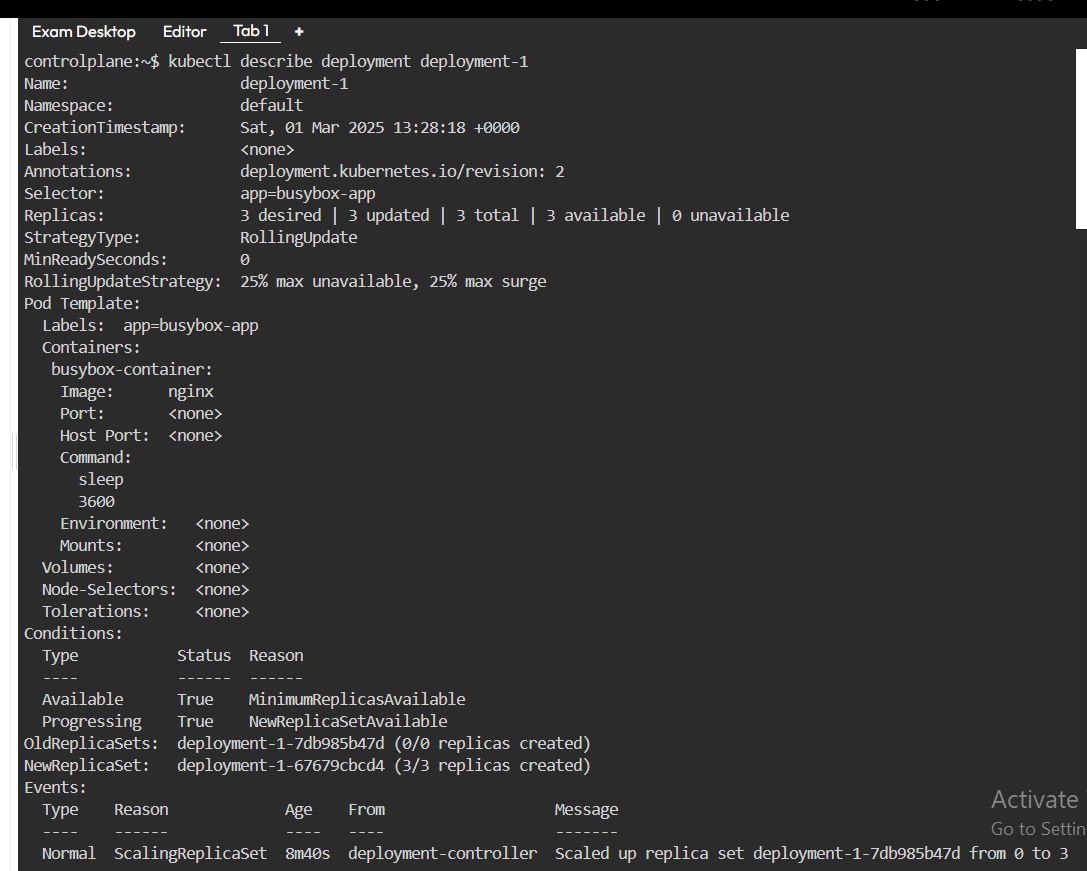 Exam Desktop Editor Tab 1 +
controlplane:~$ kubectl describe deployment deployment-1
Name: deployment-1
Namespace: default
CreationTimestamp: Sat, 01 Mar 2025 13:28:18 +0000
Labels: <none>
Annotations: deployment.kubernetes.io/revision: 2
Selector: app=busybox-app
Replicas: 3 desired | 3 updated | 3 total | 3 available | 0 unavailable
StrategyType: RollingUpdate
MinReadySeconds: 0
RollingUpdateStrategy: 25% max unavailable, 25% max surge
Pod Template:
Labels: app=busybox-app
Containers:
busybox-container:
Image: nginx
Port: <none>
Host Port: <none>
Command:
sleep
3600
Environment: <none>
Mounts: <none>
Volumes: <none>
Node-Selectors: <none>
Tolerations: <none>
Conditions:
Type Status Reason
---- ------ ------
Available True MinimumReplicasAvailable
Progressing True NewReplicaSetAvailable
OldReplicaSets: deployment-1-7db985b47d (0/0 replicas created)
NewReplicaSet: deployment-1-67679cbcd4 (3/3 replicas created)
Events:
Type Reason Age From Message
---- ------ ---- ---- -------
Normal ScalingReplicaSet 8m40s deployment-controller Scaled up replica set deployment-1-7db985b47d from 0 to 3
Activate
Go to Settin